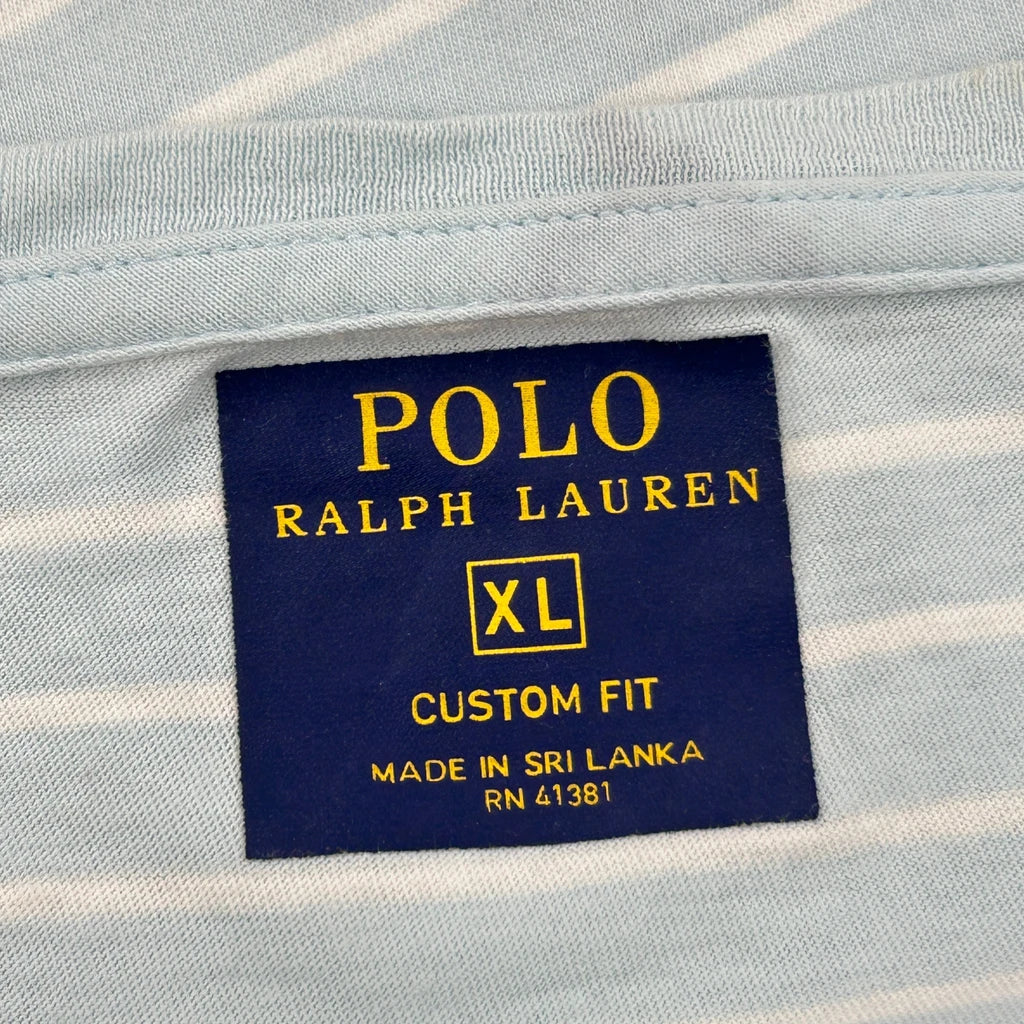 POLO
RALPH LAUREN
XL
CUSTOM FIT
MADE IN SRI LANKA
RN 41381